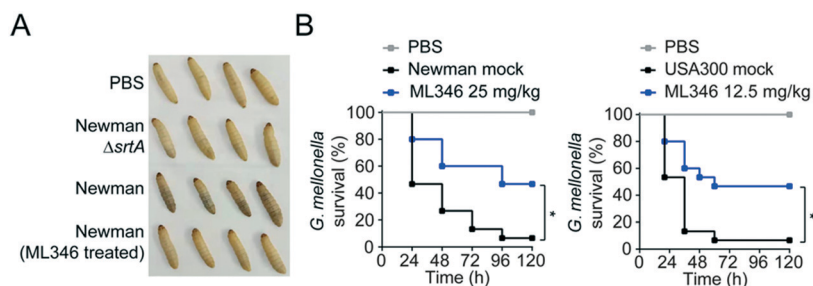 A
PBS
Newman
ΔsrtA
Newman
Newman
(ML346 treated)
B
PBS
Newman mock
ML346 25 mg/kg
G. mellonella
survival (%)
100
80
60
40
20
0
0 24 48 72 96 120
Time (h)
*
PBS
USA300 mock
ML346 12.5 mg/kg
G. mellonella
survival (%)
100
80
60
40
20
0
0 24 48 72 96 120
Time (h)
*